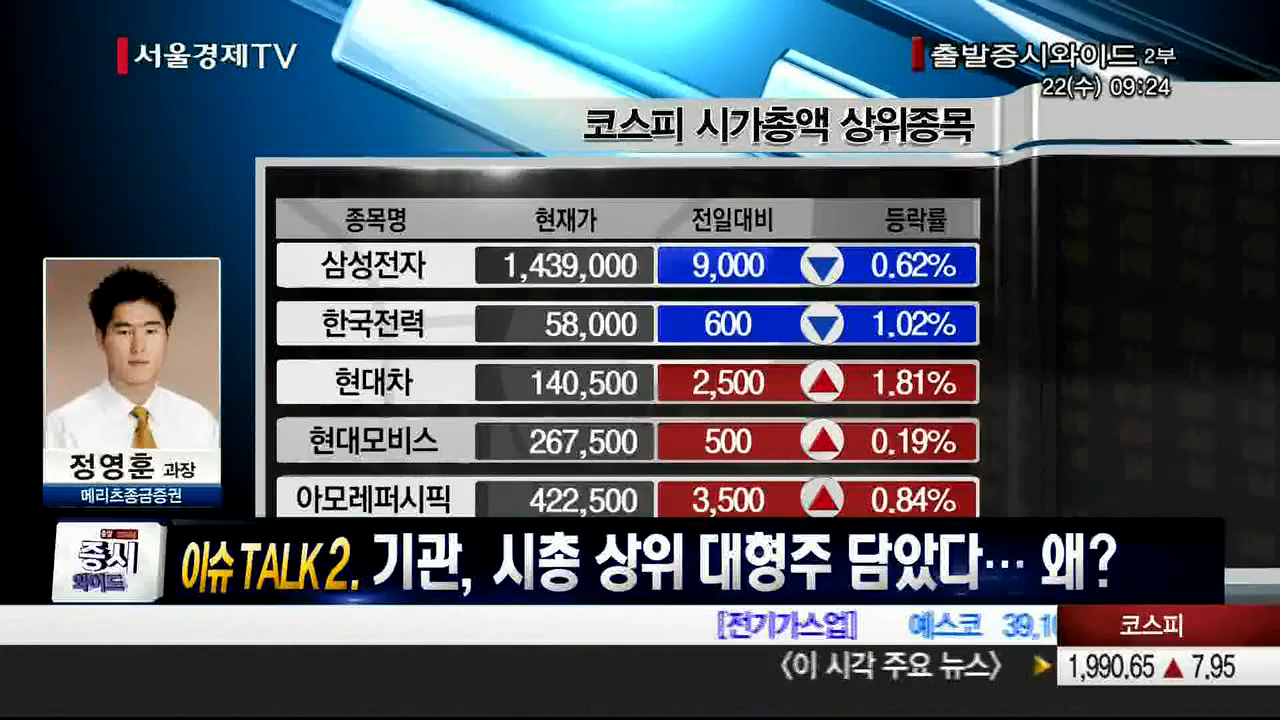 서울경제TV
출발증시와이드 2부
22(수) 09:24
코스피 시가총액 상위종목
종목명 현재가 전일대비 등락률
삼성전자 1,439,000 9,000 ▼ 0.62%
한국전력 58,000 600 ▼ 1.02%
현대차 140,500 2,500 ▲ 1.81%
현대모비스 267,500 500 ▲ 0.19%
아모레퍼시픽 422,500 3,500 ▲ 0.84%
정영훈 과장
메리츠종금증권
증시
와이드
이슈 TALK 2. 기관, 시총 상위 대형주 담았다… 왜?
[전기가스업] 예스코 39,1
코스피
<이 시각 주요 뉴스>
1,990.65 ▲ 7.95